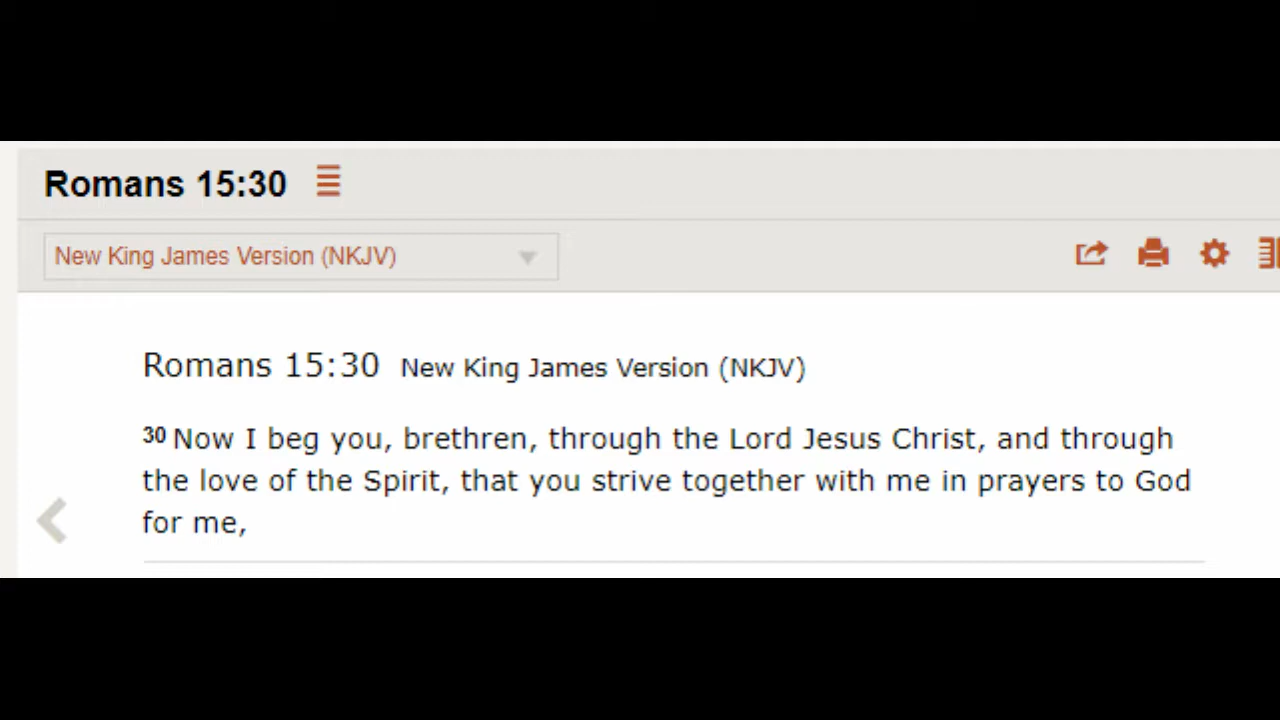 Romans 15:30
New King James Version (NKJV)
Romans 15:30 New King James Version (NKJV)
30 Now I beg you, brethren, through the Lord Jesus Christ, and through
the love of the Spirit, that you strive together with me in prayers to God
for me,